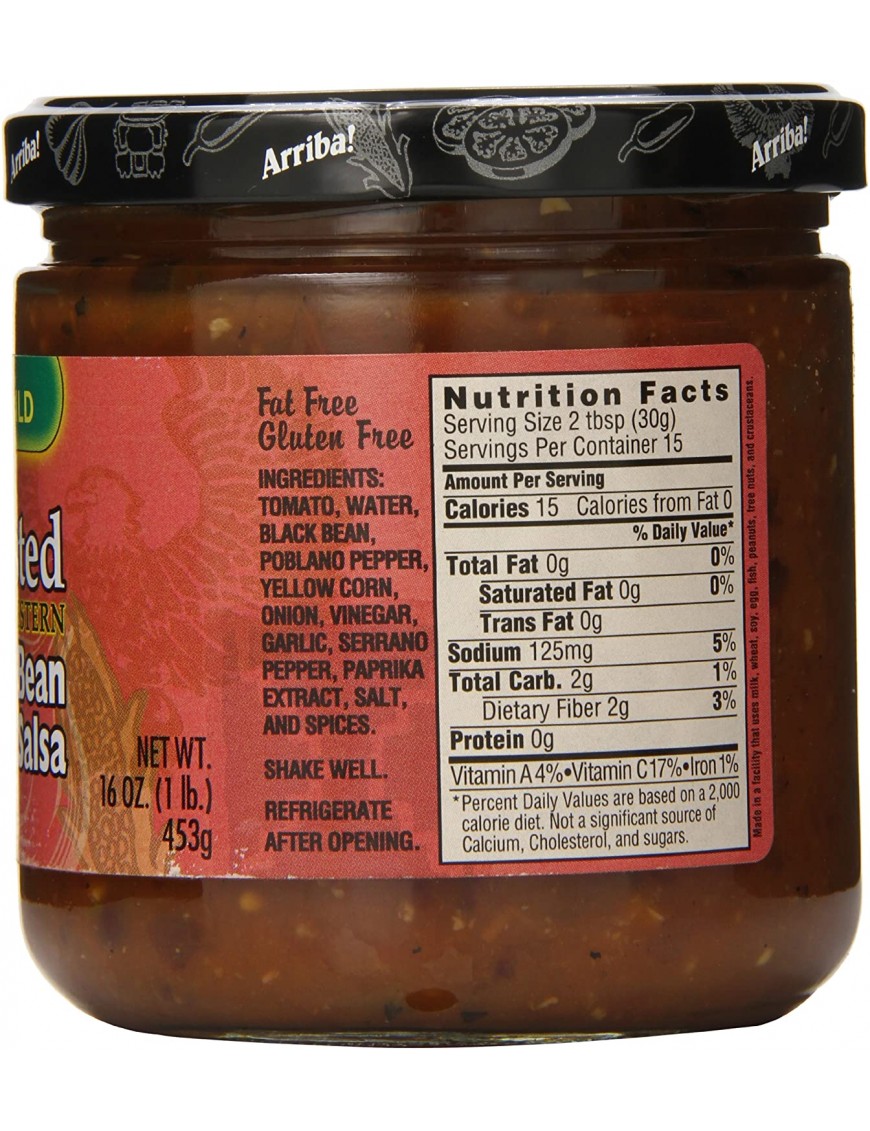 Arriba!
Arriba!
Arriba!
Fat Free
Gluten Free
INGREDIENTS:
TOMATO, WATER,
BLACK BEAN,
POBLANO PEPPER,
YELLOW CORN,
ONION, VINEGAR,
GARLIC, SERRANO
PEPPER, PAPRIKA
EXTRACT, SALT,
AND SPICES.
SHAKE WELL.
REFRIGERATE
AFTER OPENING.
LD
ted
STERN
Bean
Salsa
NET WT.
16 OZ. (1 lb.)
453g
Nutrition Facts
Serving Size 2 tbsp (30g)
Servings Per Container 15
Amount Per Serving
Calories 15 Calories from Fat 0
% Daily Value*
Total Fat 0g 0%
Saturated Fat 0g 0%
Trans Fat 0g
Sodium 125mg 5%
Total Carb. 2g 1%
Dietary Fiber 2g 3%
Protein 0g
Vitamin A 4%•Vitamin C 17%•Iron 1%
*Percent Daily Values are based on a 2,000
calorie diet. Not a significant source of
Calcium, Cholesterol, and sugars.
Made in a facility that uses milk, wheat, soy, egg, fish, peanuts, tree nuts, and crustaceans.